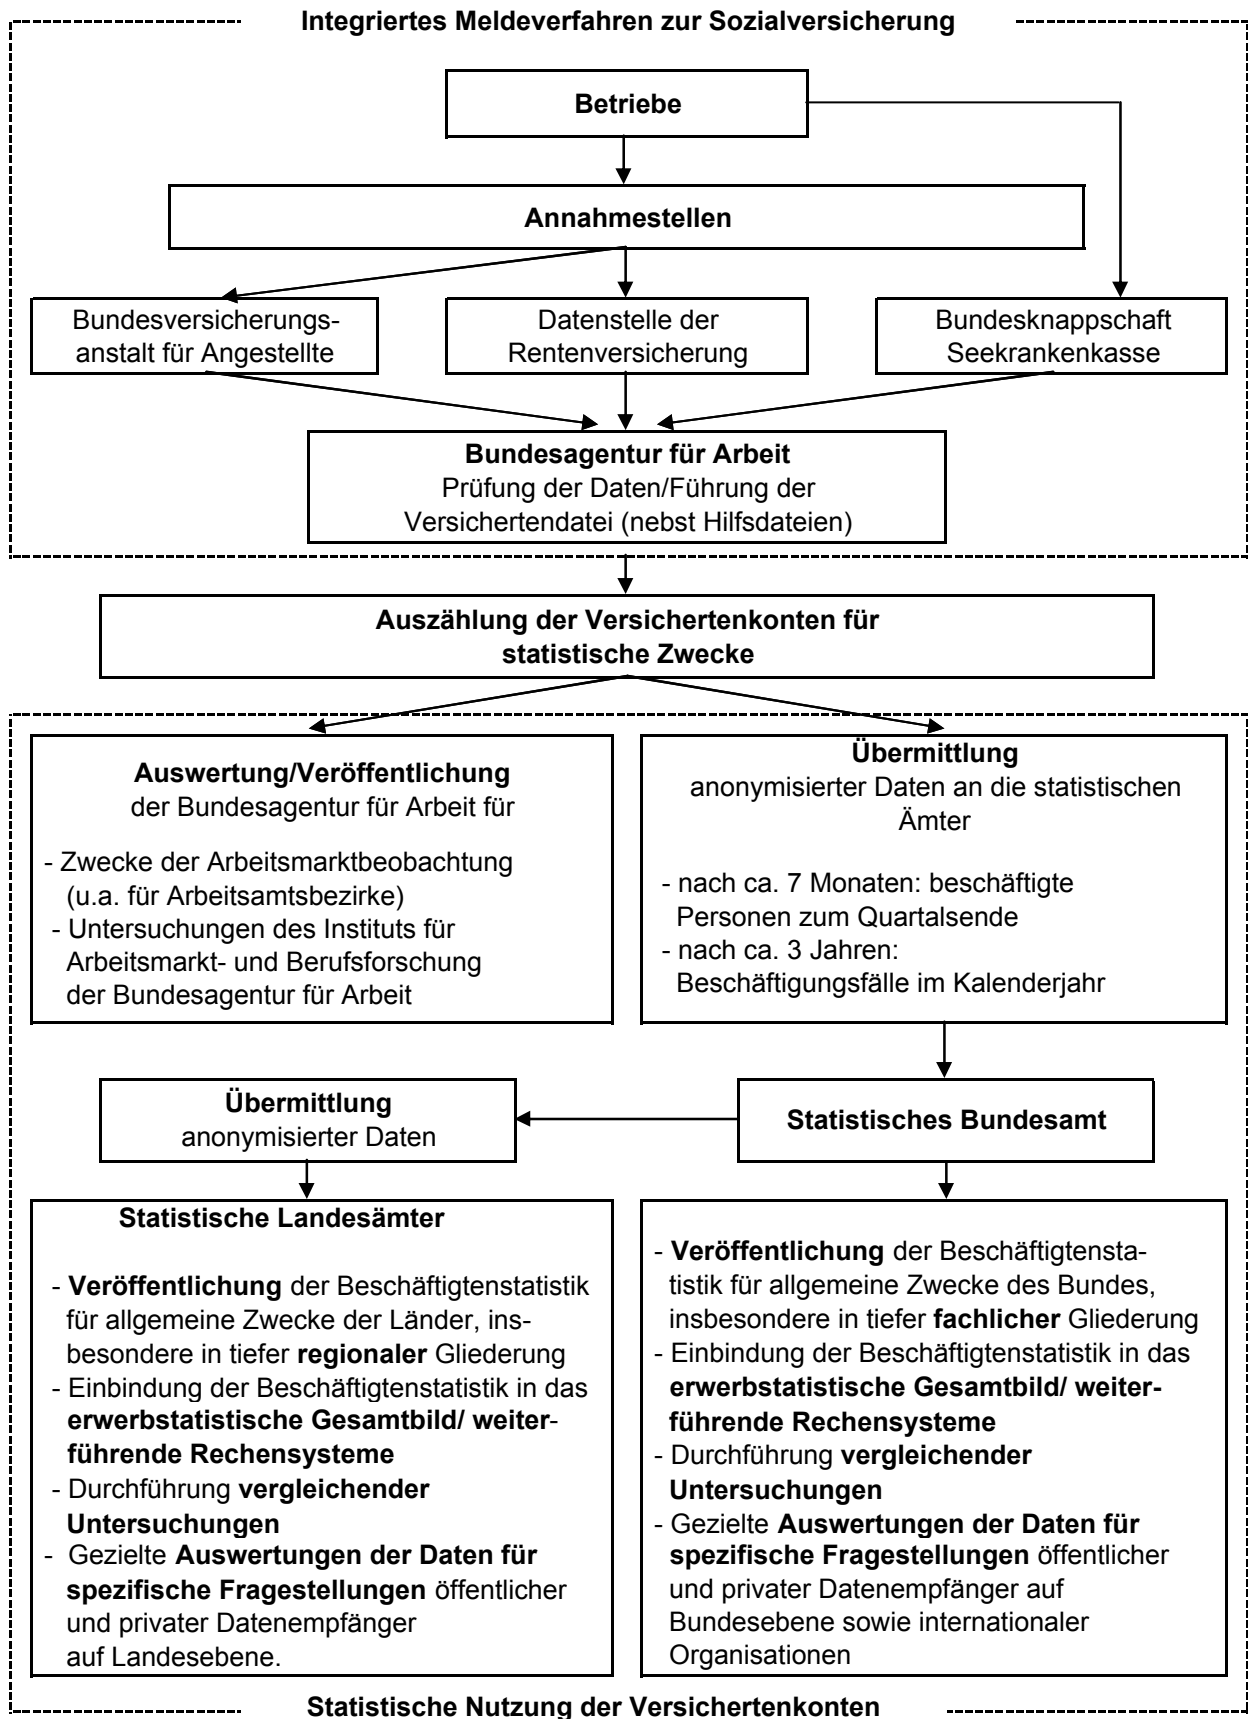 Integriertes Meldeverfahren zur Sozialversicherung
Betriebe
Annahmestellen
Bundesversicherungs-
anstalt für Angestellte
Datenstelle der
Rentenversicherung
Bundesknappschaft
Seekrankenkasse
Bundesagentur für Arbeit
Prüfung der Daten/Führung der
Versichertendatei (nebst Hilfsdateien)
Auszählung der Versichertenkonten für
statistische Zwecke
Auswertung/Veröffentlichung
der Bundesagentur für Arbeit für
- Zwecke der Arbeitsmarktbeobachtung
(u.a. für Arbeitsamtsbezirke)
- Untersuchungen des Instituts für
Arbeitsmarkt- und Berufsforschung
der Bundesagentur für Arbeit
Übermittlung
anonymisierter Daten an die statistischen
Ämter
- nach ca. 7 Monaten: beschäftigte
Personen zum Quartalsende
- nach ca. 3 Jahren:
Beschäftigungsfälle im Kalenderjahr
Übermittlung
anonymisierter Daten
Statistisches Bundesamt
Statistische Landesämter
- Veröffentlichung der Beschäftigtenstatistik
für allgemeine Zwecke der Länder, ins-
besondere in tiefer regionaler Gliederung
- Einbindung der Beschäftigtenstatistik in das
erwerbstatistische Gesamtbild/ weiter-
führende Rechensysteme
- Durchführung vergleichender
Untersuchungen
- Gezielte Auswertungen der Daten für
spezifische Fragestellungen öffentlicher
und privater Datenempfänger
auf Landesebene.
- Veröffentlichung der Beschäftigtensta-
tistik für allgemeine Zwecke des Bundes,
insbesondere in tiefer fachlicher Gliederung
- Einbindung der Beschäftigtenstatistik in das
erwerbstatistische Gesamtbild/ weiter-
führende Rechensysteme
- Durchführung vergleichender
Untersuchungen
- Gezielte Auswertungen der Daten für
spezifische Fragestellungen öffentlicher
und privater Datenempfänger auf
Bundesebene sowie internationaler
Organisationen
Statistische Nutzung der Versichertenkonten